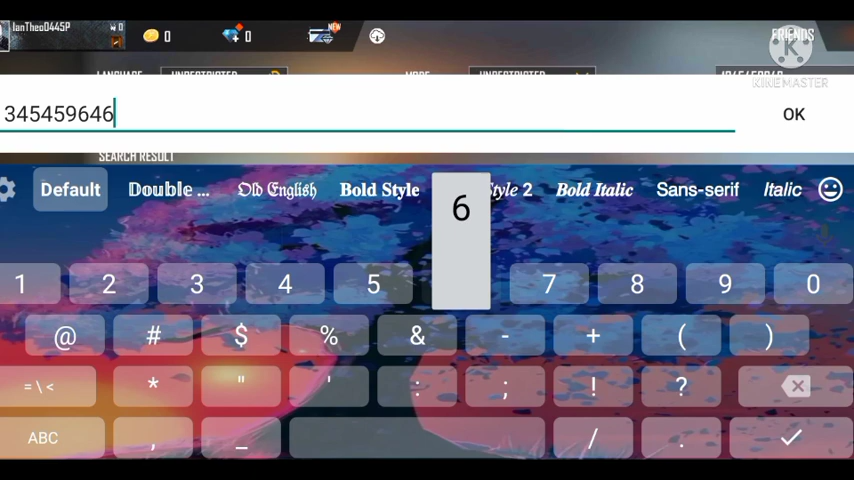 IanTheo0445P
0
0
0
NEW
FRIENDS
K
KINEMASTER
LANGUAGE UNRESTRICTED MODE UNRESTRICTED
345459646
OK
SEARCH RESULT
Default 𝔻𝕠𝕦𝕓𝕝𝕖 ... 𝔒𝔩𝔡 𝔈𝔫𝔤𝔩𝔦𝔰𝔥 Bold Style Style 2 Bold Italic Sans-serif Italic
6
1 2 3 4 5 7 8 9 0
@ # $ % & - + ( )
= \ < * " ' : ; ! ?
ABC , _ / .